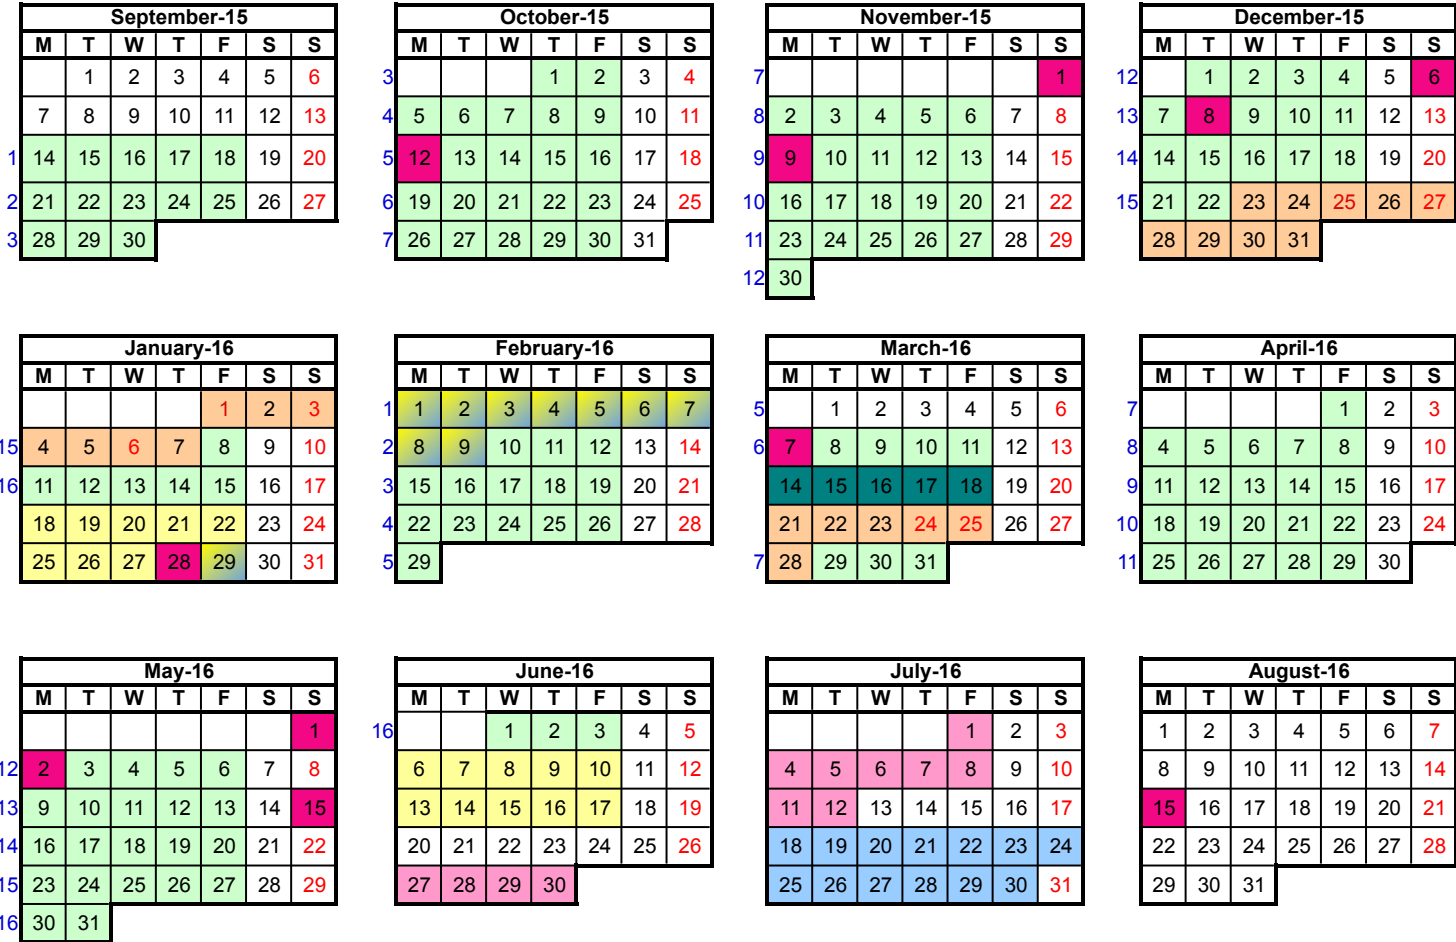 September-15 October-15 November-15 December-15
M T W T F S S M T W T F S S M T W T F S S M T W T F S S
1 2 3 4 5 6 3 1 2 3 4 7 1 12 1 2 3 4 5 6
7 8 9 10 11 12 13 4 5 6 7 8 9 10 11 8 2 3 4 5 6 7 8 13 7 8 9 10 11 12 13
1 14 15 16 17 18 19 20 5 12 13 14 15 16 17 18 9 9 10 11 12 13 14 15 14 14 15 16 17 18 19 20
2 21 22 23 24 25 26 27 6 19 20 21 22 23 24 25 10 16 17 18 19 20 21 22 15 21 22 23 24 25 26 27
3 28 29 30 7 26 27 28 29 30 31 11 23 24 25 26 27 28 29 28 29 30 31
12 30
January-16 February-16 March-16 April-16
M T W T F S S M T W T F S S M T W T F S S M T W T F S S
1 2 3 1 1 2 3 4 5 6 7 5 1 2 3 4 5 6 7 1 2 3
15 4 5 6 7 8 9 10 2 8 9 10 11 12 13 14 6 7 8 9 10 11 12 13 8 4 5 6 7 8 9 10
16 11 12 13 14 15 16 17 3 15 16 17 18 19 20 21 14 15 16 17 18 19 20 9 11 12 13 14 15 16 17
18 19 20 21 22 23 24 4 22 23 24 25 26 27 28 21 22 23 24 25 26 27 10 18 19 20 21 22 23 24
25 26 27 28 29 30 31 5 29 7 28 29 30 31 11 25 26 27 28 29 30
May-16 June-16 July-16 August-16
M T W T F S S M T W T F S S M T W T F S S M T W T F S S
1 16 1 2 3 4 5 1 2 3 1 2 3 4 5 6 7
12 2 3 4 5 6 7 8 6 7 8 9 10 11 12 4 5 6 7 8 9 10 8 9 10 11 12 13 14
13 9 10 11 12 13 14 15 13 14 15 16 17 18 19 11 12 13 14 15 16 17 15 16 17 18 19 20 21
14 16 17 18 19 20 21 22 20 21 22 23 24 25 26 18 19 20 21 22 23 24 22 23 24 25 26 27 28
15 23 24 25 26 27 28 29 27 28 29 30 25 26 27 28 29 30 31 29 30 31
16 30 31